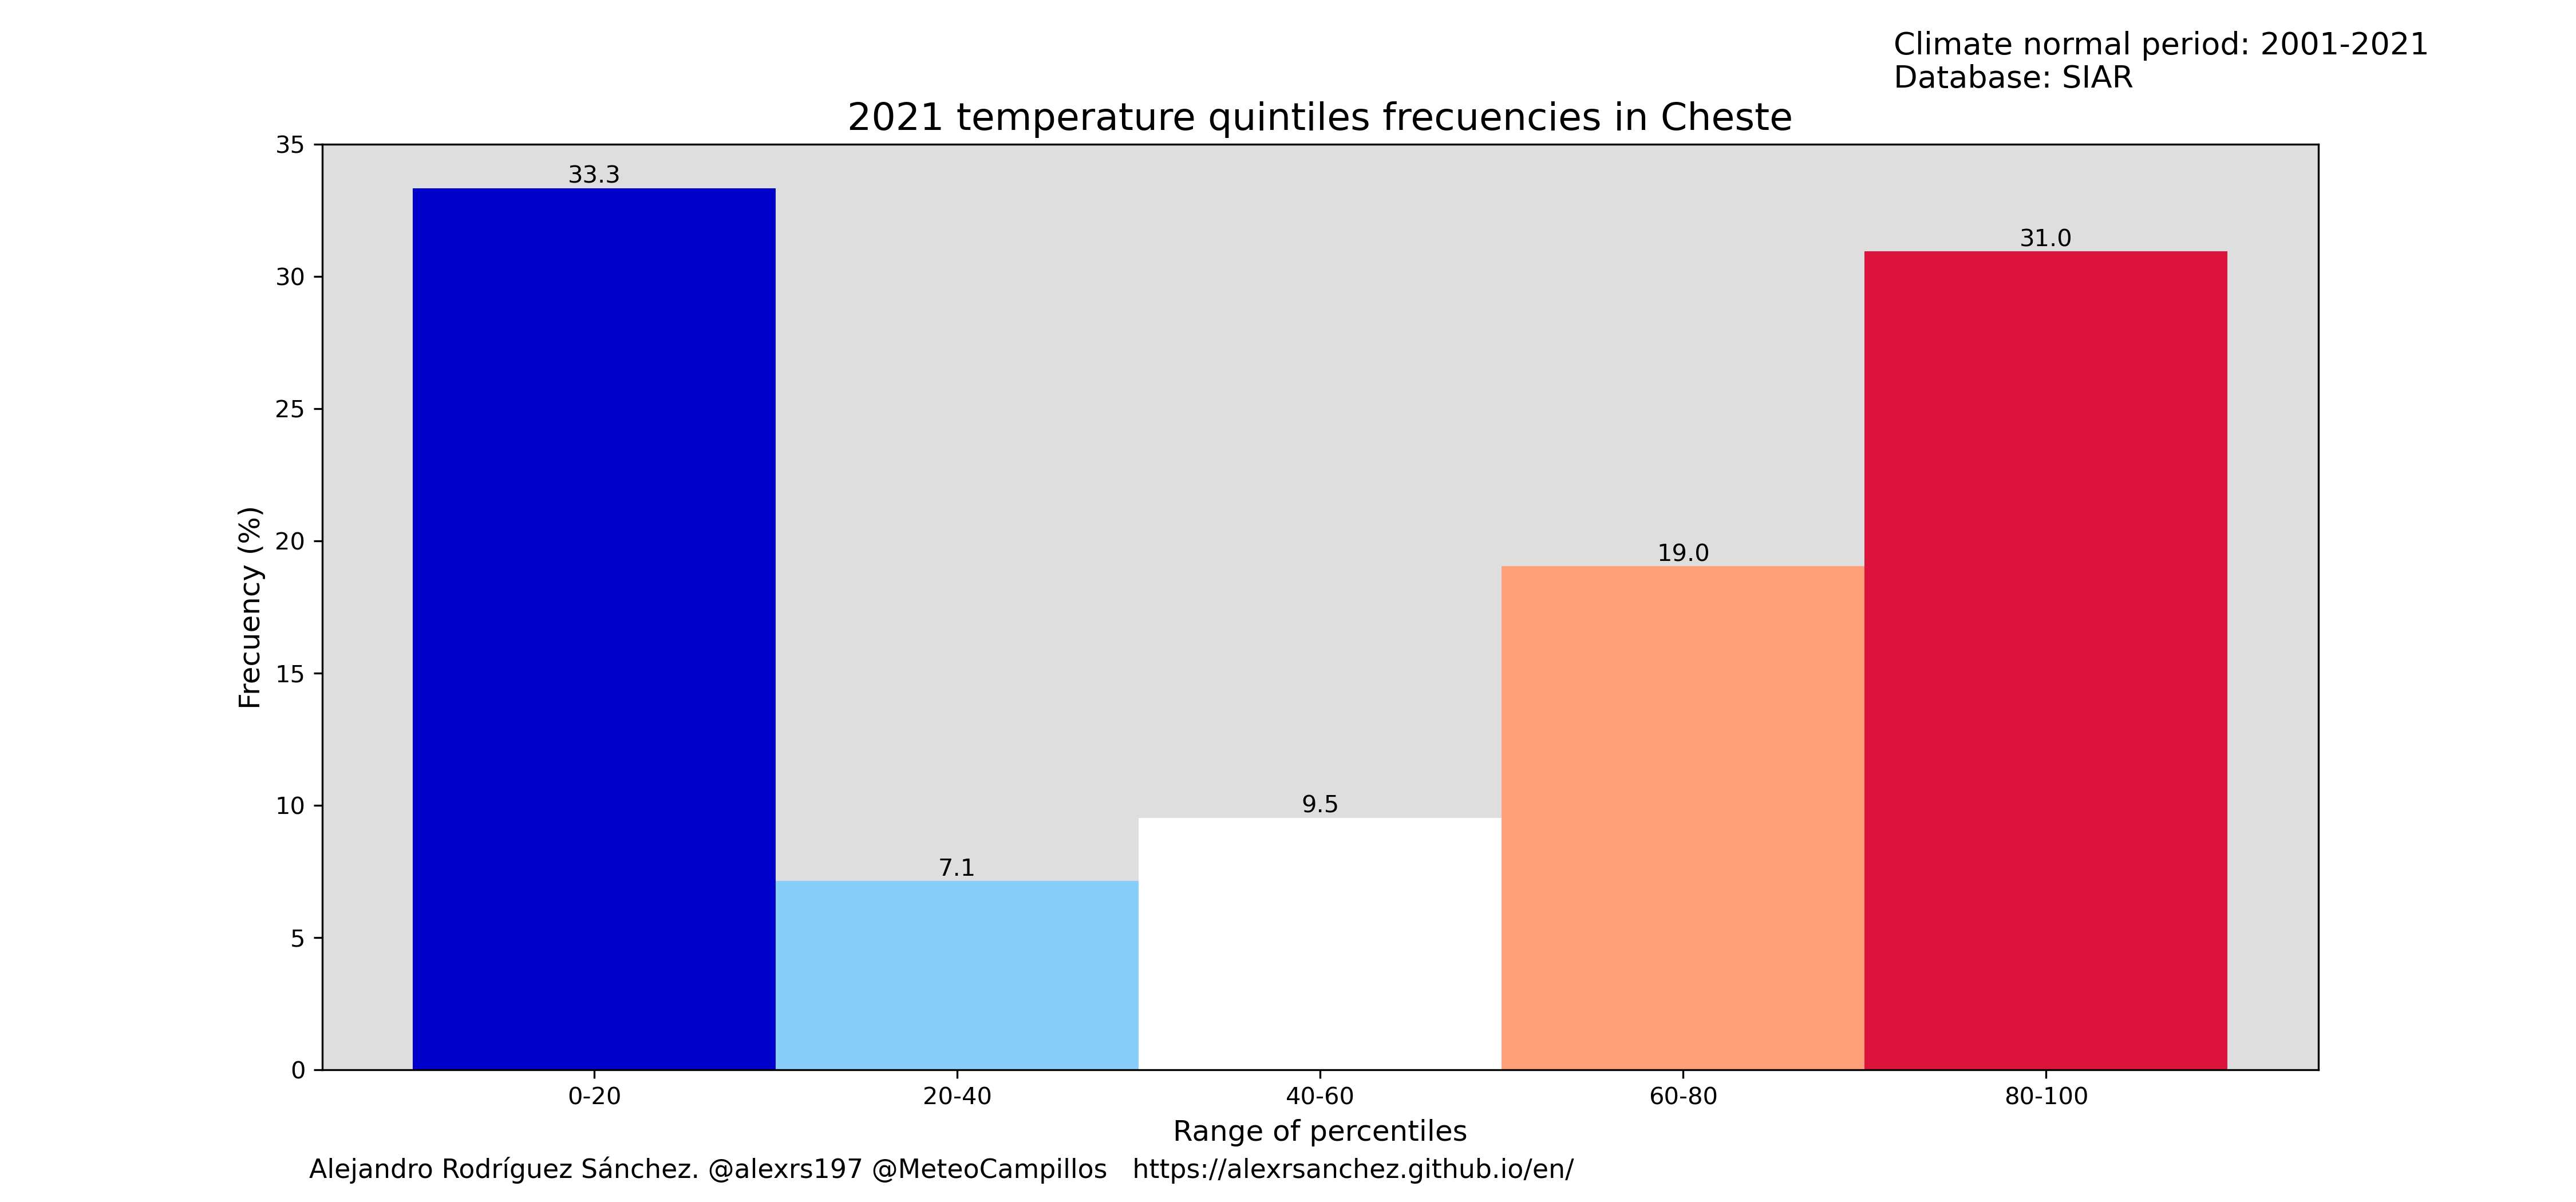 Climate normal period: 2001-2021
Database: SIAR
2021 temperature quintiles frecuencies in Cheste
35
30
25
20
15
10
5
0
Frecuency (%)
33.3
7.1
9.5
19.0
31.0
0-20 20-40 40-60 60-80 80-100
Range of percentiles
Alejandro Rodríguez Sánchez. @alexrs197 @MeteoCampillos https://alexrsanchez.github.io/en/